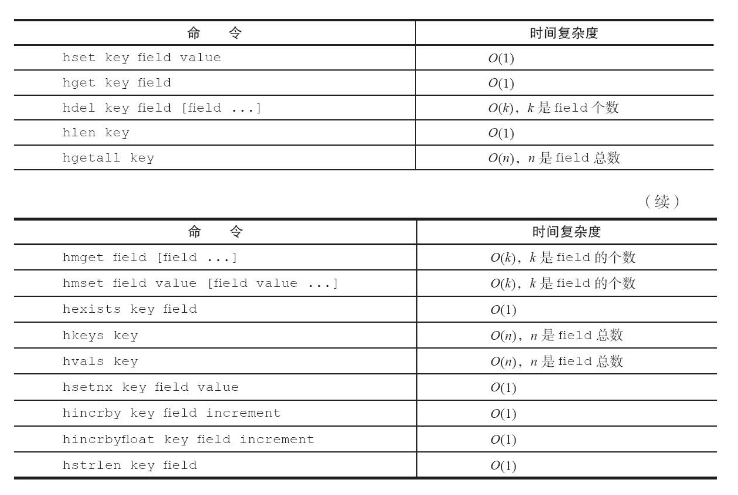 命 令 时间复杂度
hset key field value O(1)
hget key field O(1)
hdel key field [field ...] O(k)，k 是 field 个数
hlen key O(1)
hgetall key O(n)，n 是 field 总数
（续）
命 令 时间复杂度
hmget field [field ...] O(k)，k 是 field 的个数
hmset field value [field value ...] O(k)，k 是 field 的个数
hexists key field O(1)
hkeys key O(n)，n 是 field 总数
hvals key O(n)，n 是 field 总数
hsetnx key field value O(1)
hincrby key field increment O(1)
hincrbyfloat key field increment O(1)
hstrlen key field O(1)